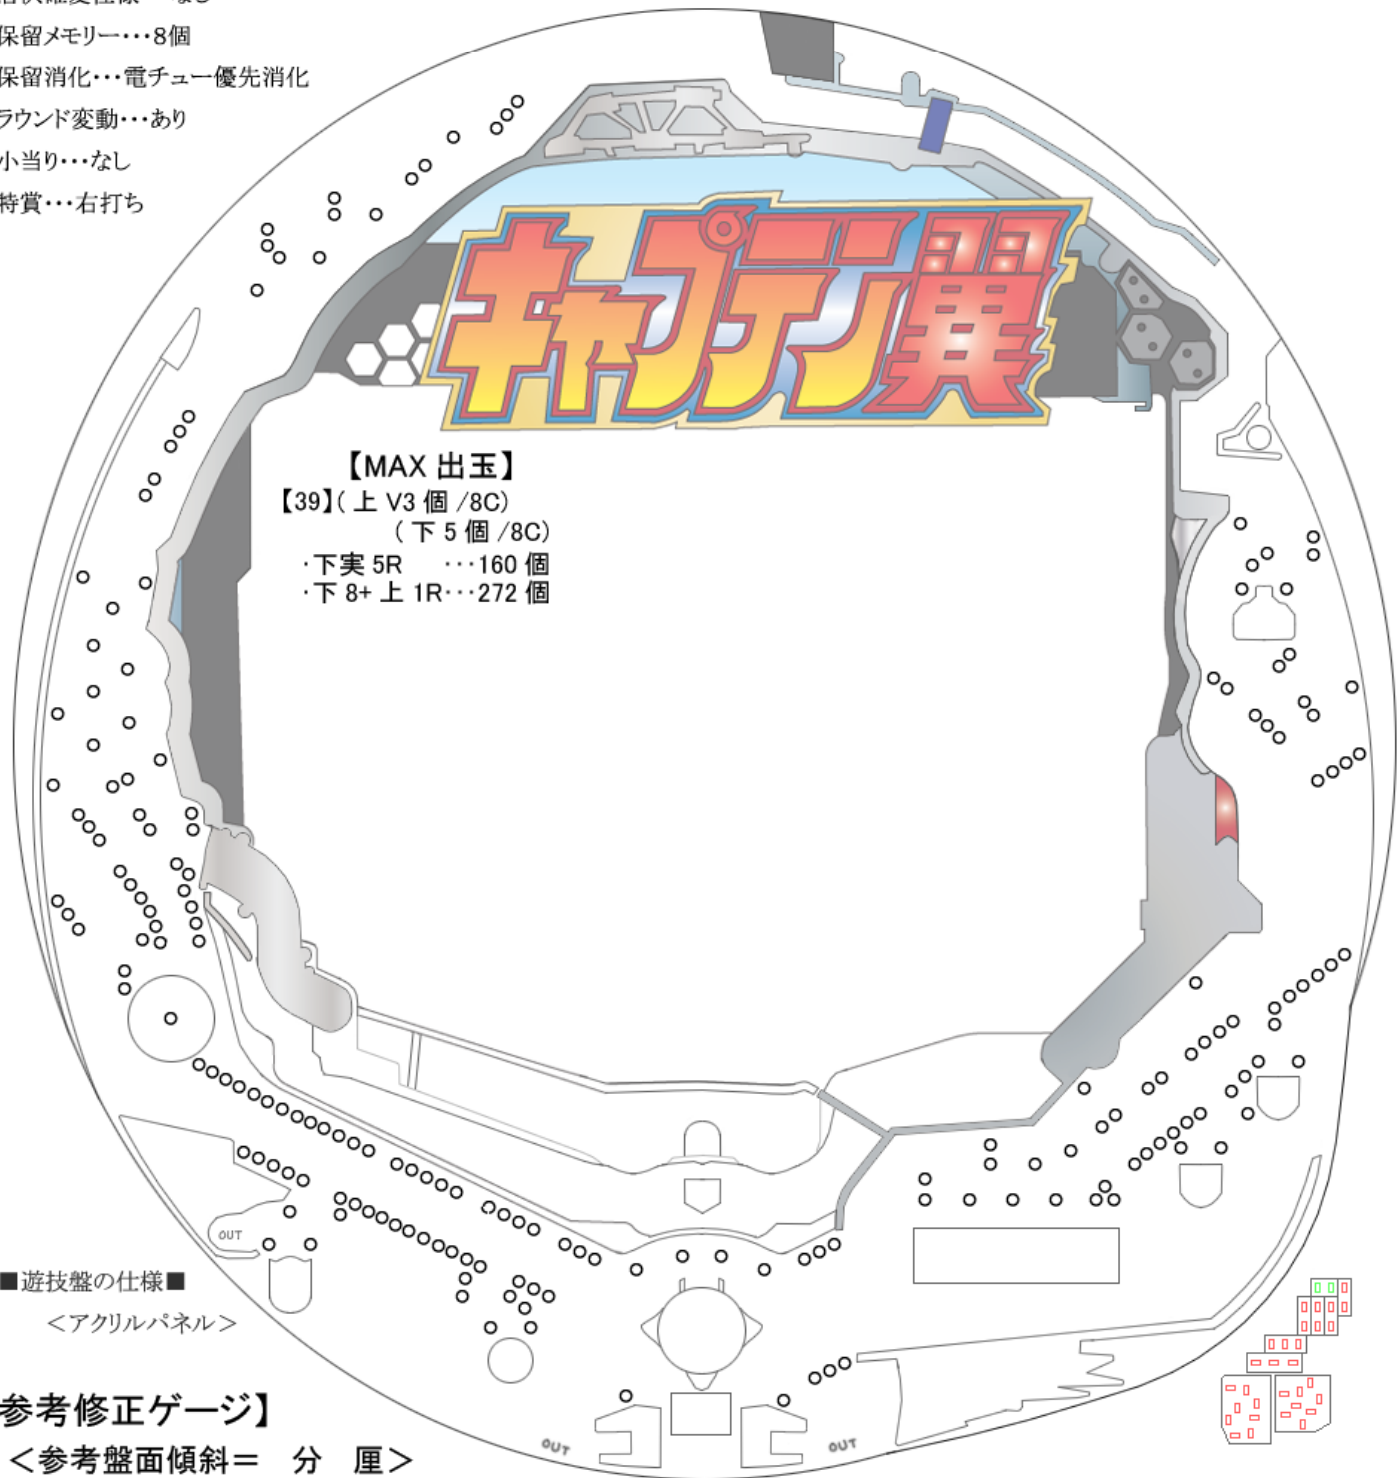 保留メモリー・・・8個
保留消化・・・電チュー優先消化
ラウンド変動・・・あり
小当り・・・なし
特賞・・・右打ち
キャプテン翼
【MAX 出玉】
【39】( 上 V3 個 /8C)
( 下 5 個 /8C)
・下実 5R ・・・160 個
・下 8+ 上 1R・・・272 個
OUT
■遊技盤の仕様■
＜アクリルパネル＞
参考修正ゲージ】
＜参考盤面傾斜＝ 分 厘＞
OUT
OUT